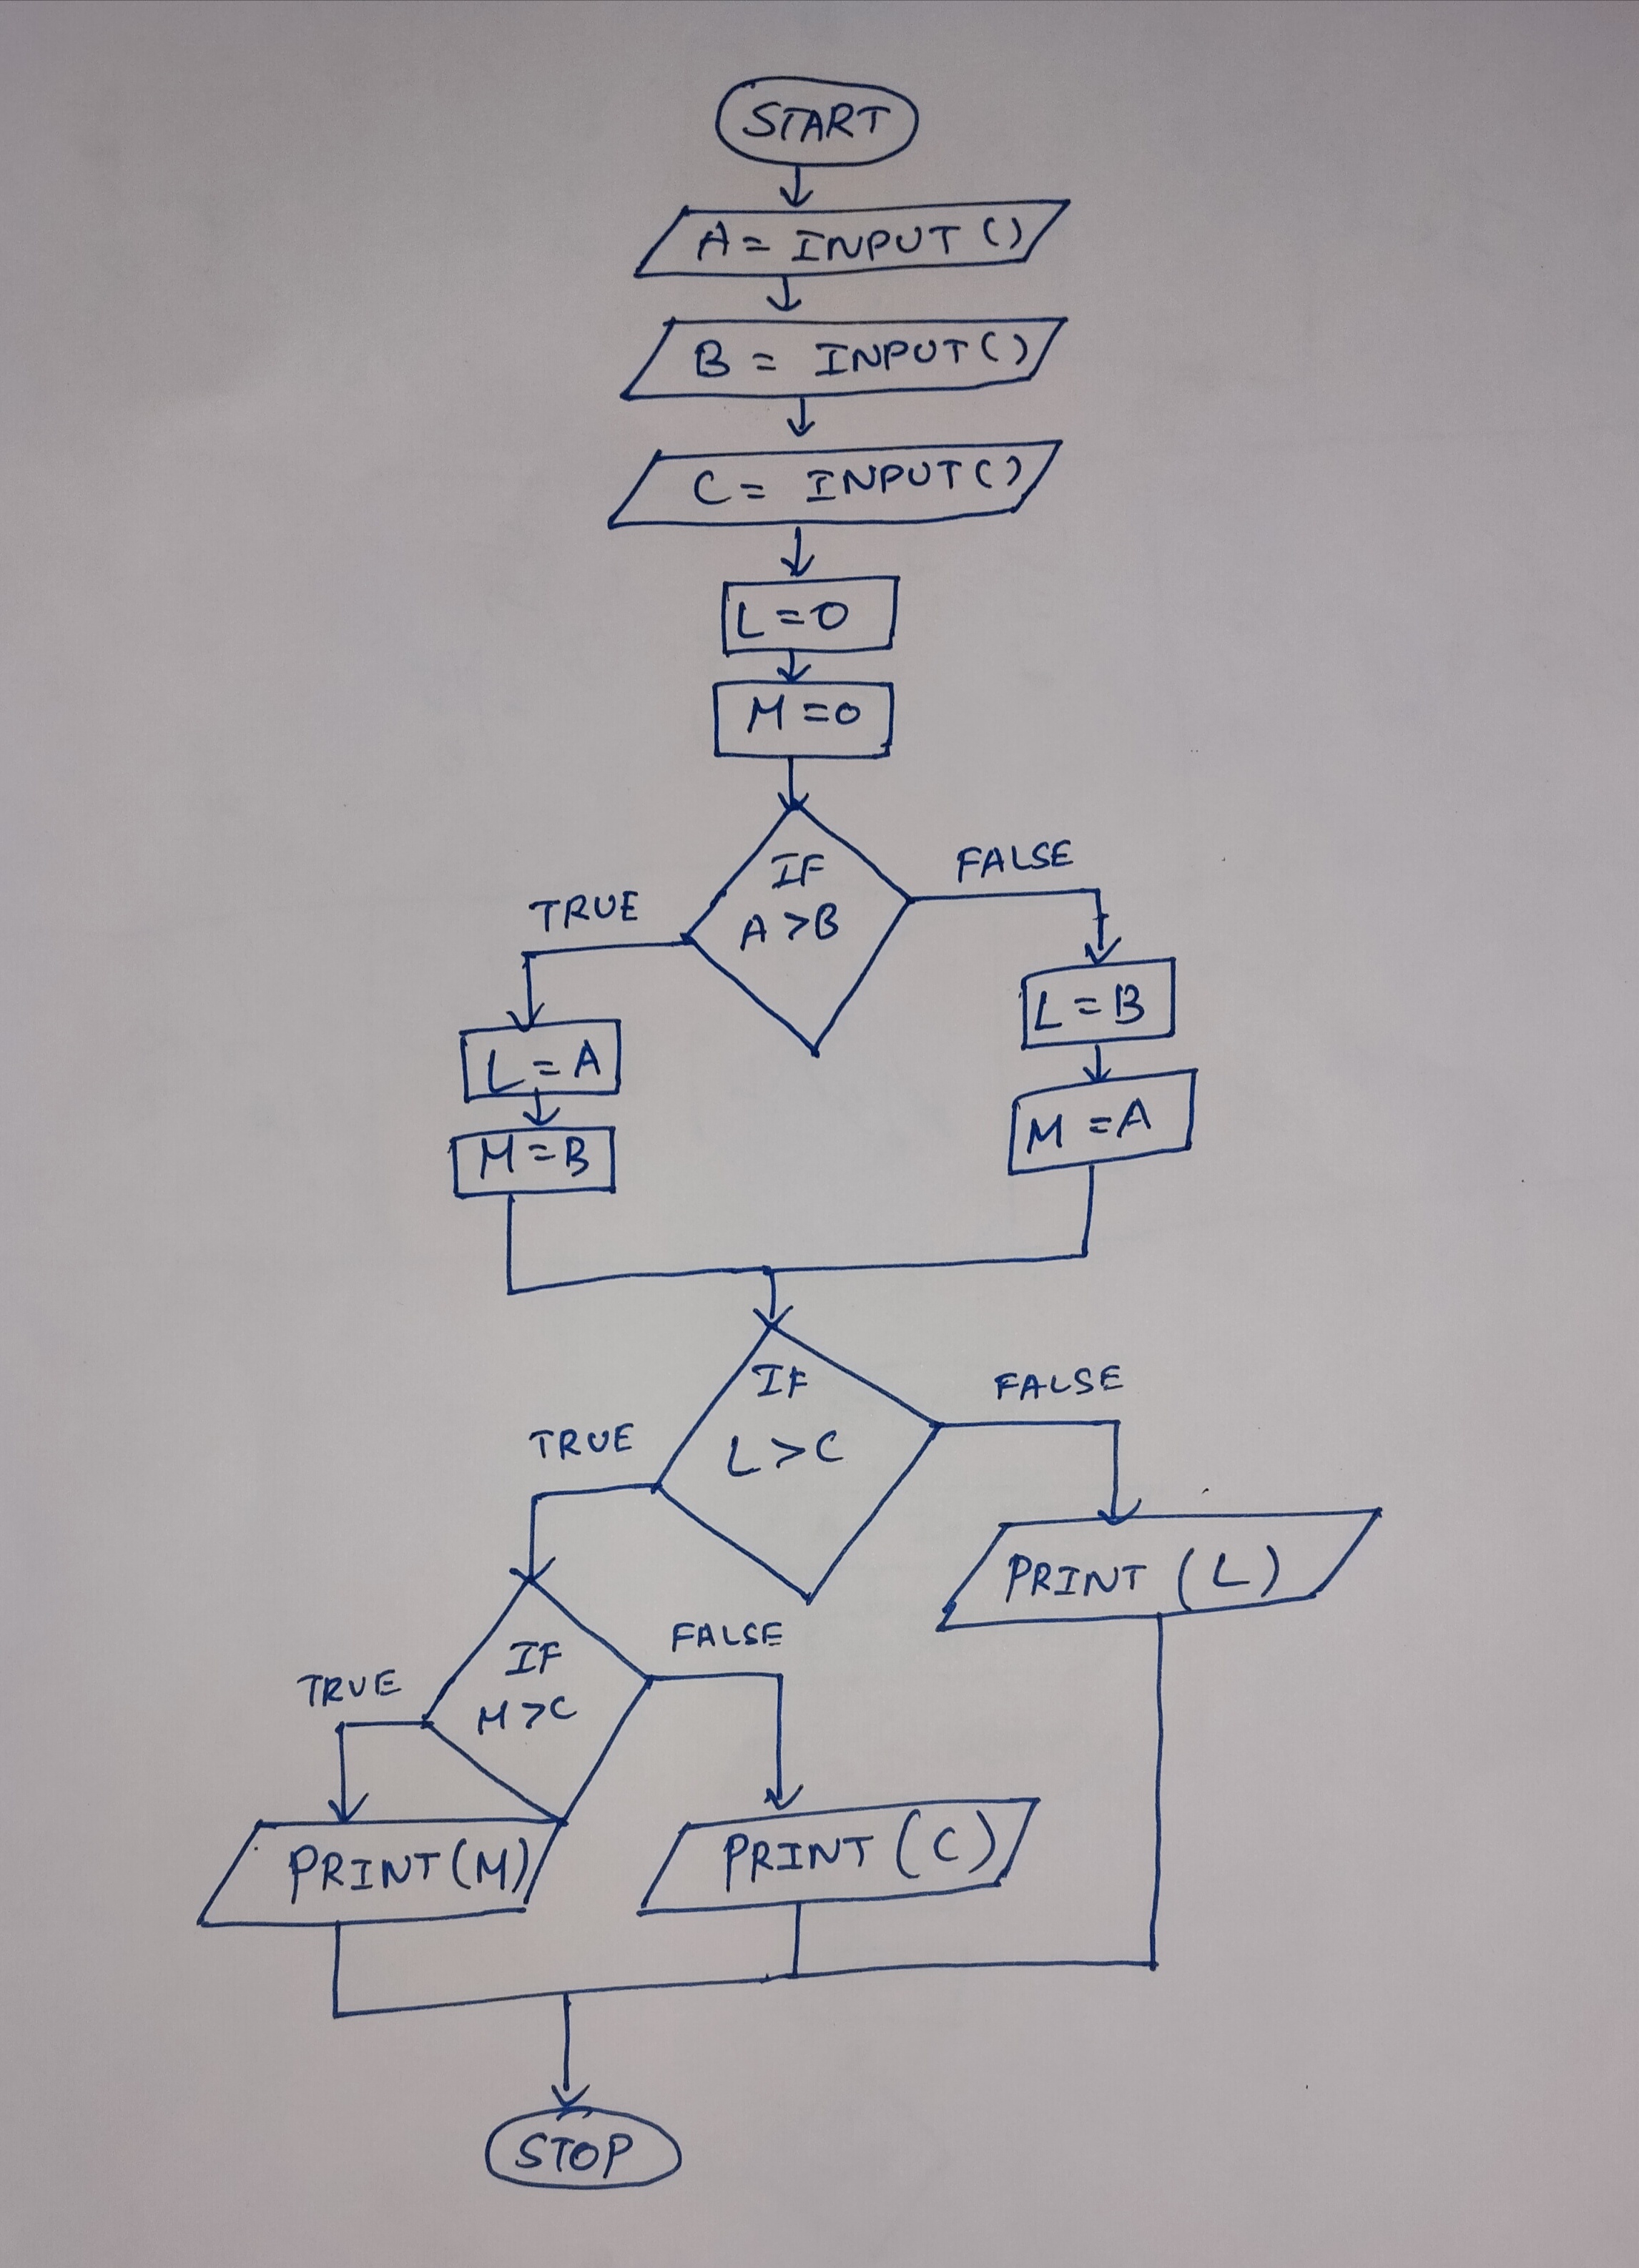 START
A = INPUT ()
B = INPUT ()
C = INPUT ()
L = 0
M = 0
IF
A > B
TRUE
FALSE
L = A
M = B
L = B
M = A
IF
L > C
TRUE
FALSE
PRINT (L)
IF
M > C
TRUE
FALSE
PRINT (M)
PRINT (C)
STOP